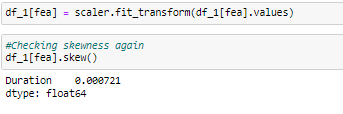 df_1[fea] = scaler.fit_transform(df_1[fea].values)
#Checking skewness again
df_1[fea].skew()
Duration    0.000721
dtype: float64